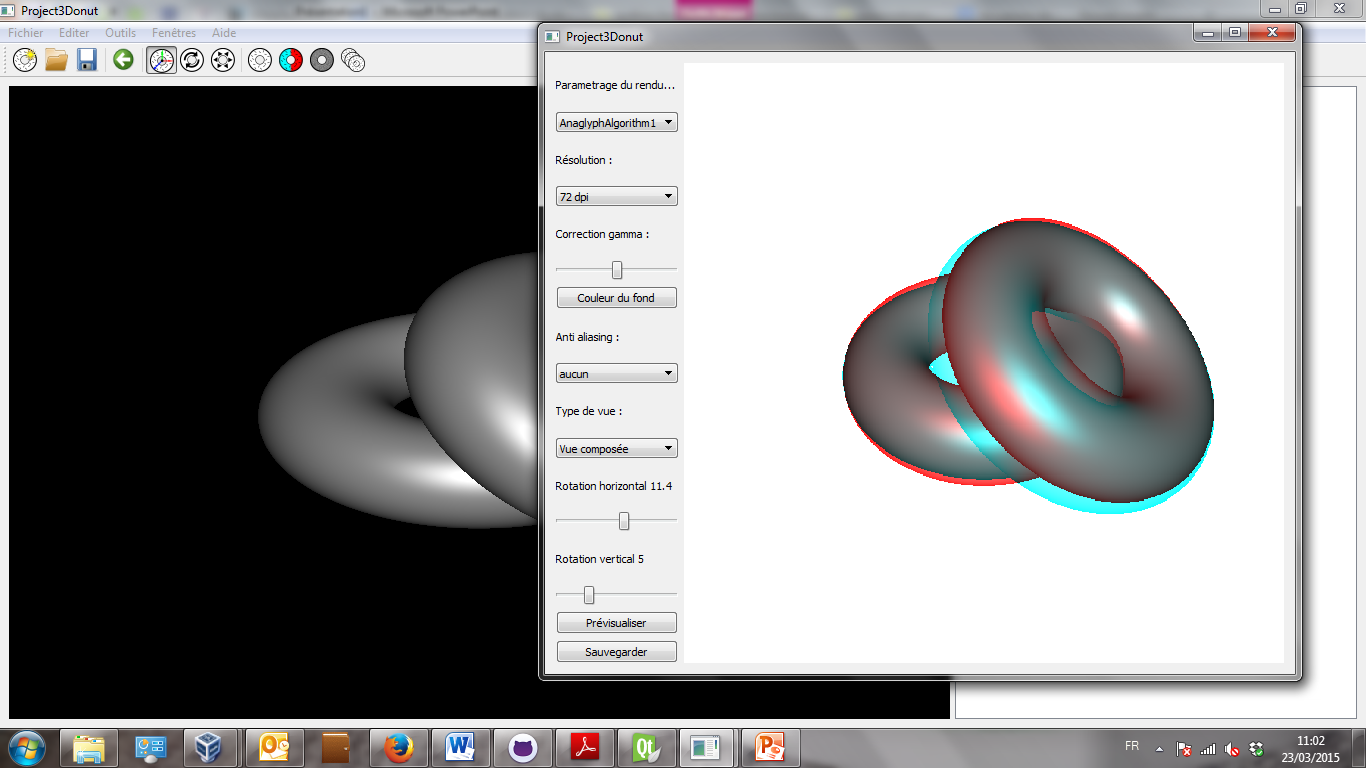 Project3Donut
Fichier Editer Outils Fenêtres Aide
Project3Donut
Parametrage du rendu...
AnaglyphAlgorithm1
Résolution :
72 dpi
Correction gamma :
Couleur du fond
Anti aliasing :
aucun
Type de vue :
Vue composée
Rotation horizontal 11.4
Rotation vertical 5
Prévisualiser
Sauvegarder
FR
11:02
23/03/2015